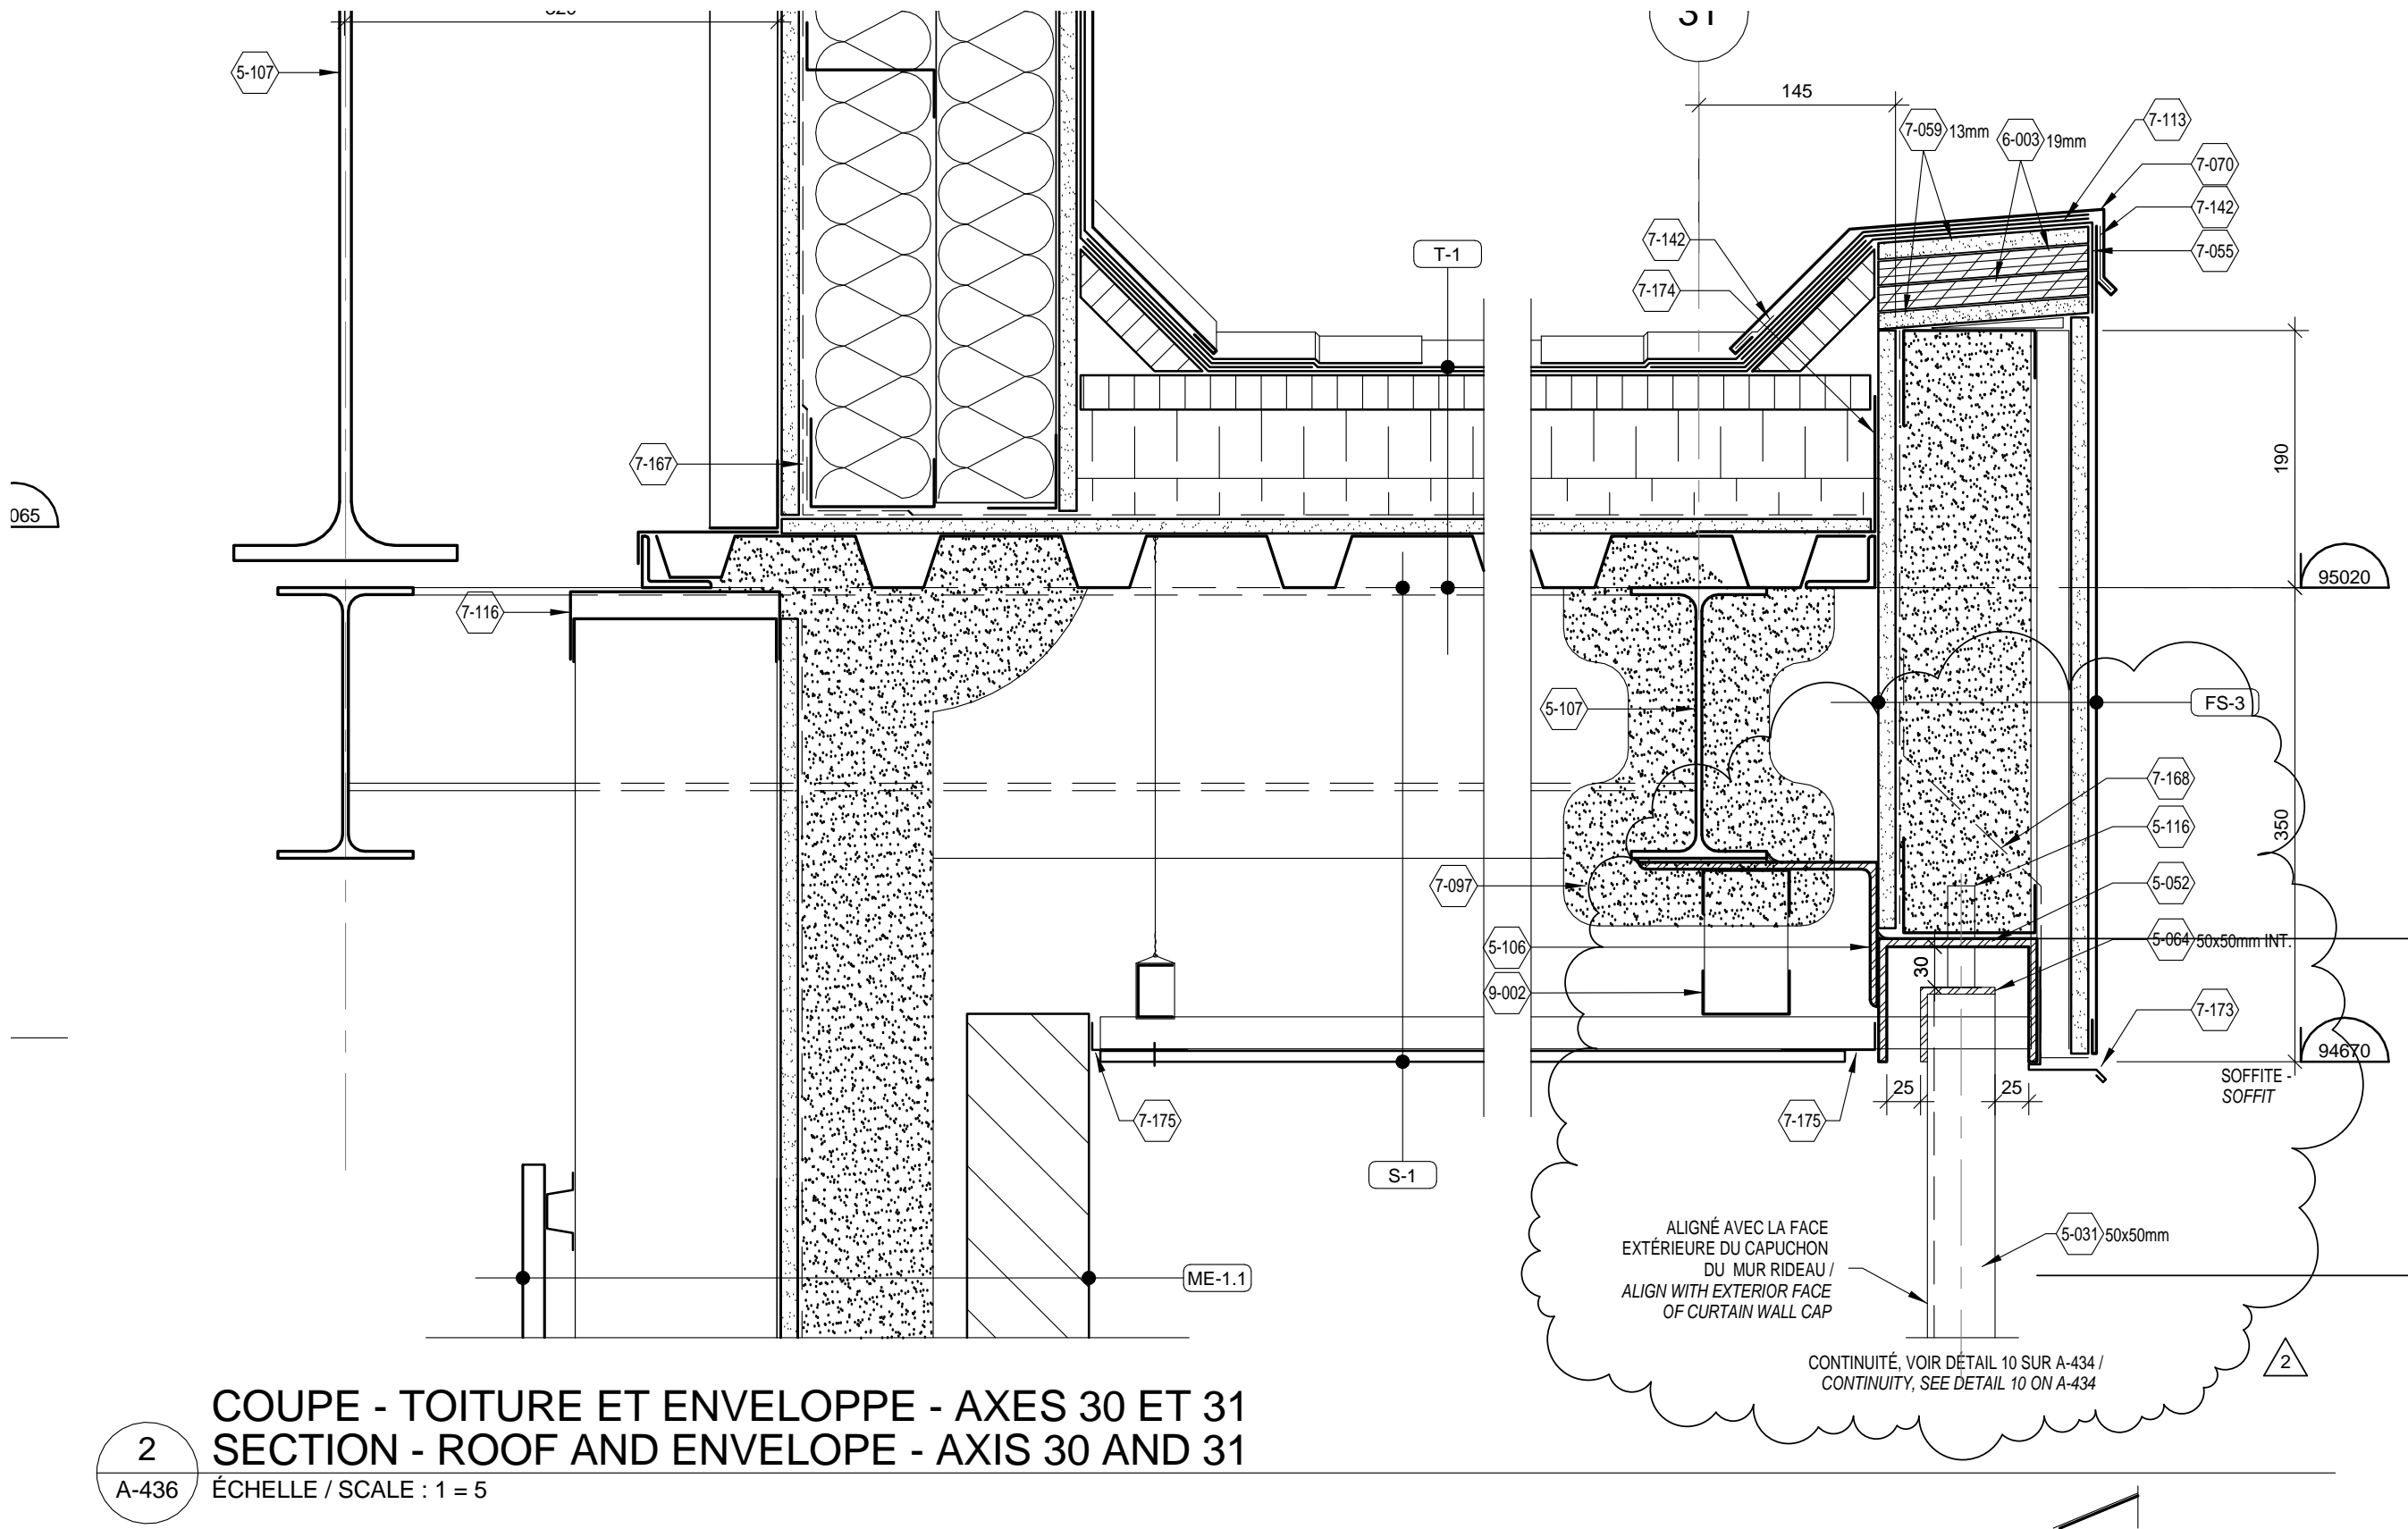 31
5-107
145
7-059 13mm
6-003 19mm
7-113
7-070
7-142
7-055
7-142
7-174
T-1
7-167
190
065
95020
7-116
5-107
FS-3
7-168
350
5-116
7-097
5-052
5-106
5-064 50x50mm INT.
30
9-002
7-173
94670
SOFFITE -
SOFFIT
25
25
7-175
7-175
S-1
ALIGNÉ AVEC LA FACE
EXTÉRIEURE DU CAPUCHON
DU MUR RIDEAU /
ALIGN WITH EXTERIOR FACE
OF CURTAIN WALL CAP
5-031 50x50mm
ME-1.1
CONTINUITÉ, VOIR DÉTAIL 10 SUR A-434 /
CONTINUITY, SEE DETAIL 10 ON A-434
2
COUPE - TOITURE ET ENVELOPPE - AXES 30 ET 31
SECTION - ROOF AND ENVELOPE - AXIS 30 AND 31
2
A-436
ÉCHELLE / SCALE : 1 = 5